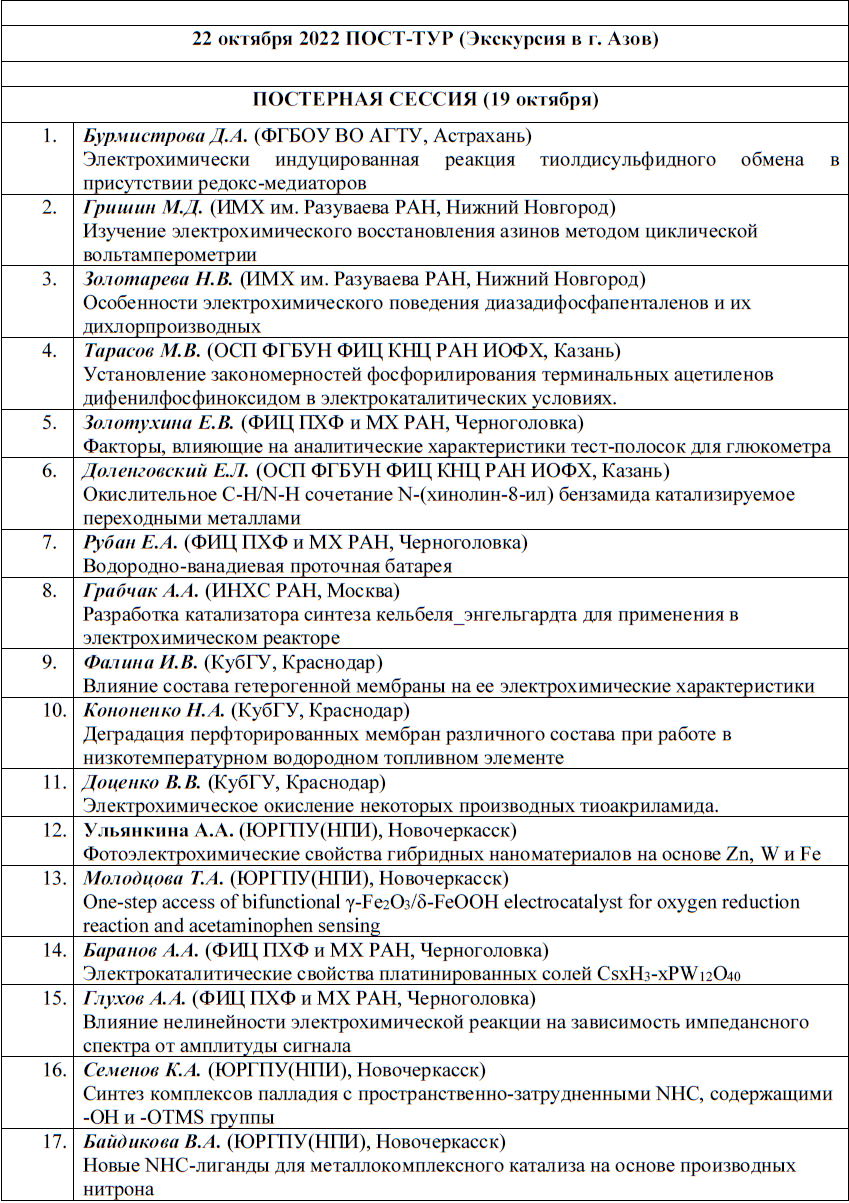 22 октября 2022 ПОСТ-ТУР (Экскурсия в г. Азов)
ПОСТЕРНАЯ СЕССИЯ (19 октября)
1. Бурмистрова Д.А. (ФГБОУ ВО АГТУ, Астрахань)
Электрохимически индуцированная реакция тиолдисульфидного обмена в
присутствии редокс-медиаторов
2. Гришин М.Д. (ИМХ им. Разуваева РАН, Нижний Новгород)
Изучение электрохимического восстановления азинов методом циклической
вольтамперометрии
3. Золотарева Н.В. (ИМХ им. Разуваева РАН, Нижний Новгород)
Особенности электрохимического поведения диазадифосфапенталенов и их
дихлорпроизводных
4. Тарасов М.В. (ОСП ФГБУН ФИЦ КНЦ РАН ИОФХ, Казань)
Установление закономерностей фосфорилирования терминальных ацетиленов
дифенилфосфиноксидом в электрокаталитических условиях.
5. Золотухина Е.В. (ФИЦ ПХФ и МХ РАН, Черноголовка)
Факторы, влияющие на аналитические характеристики тест-полосок для глюкометра
6. Доленговский Е.Л. (ОСП ФГБУН ФИЦ КНЦ РАН ИОФХ, Казань)
Окислительное C-H/N-H сочетание N-(хинолин-8-ил) бензамида катализируемое
переходными металлами
7. Рубан Е.А. (ФИЦ ПХФ и МХ РАН, Черноголовка)
Водородно-ванадиевая проточная батарея
8. Грабчак А.А. (ИНХС РАН, Москва)
Разработка катализатора синтеза кельбеля_энгельгардта для применения в
электрохимическом реакторе
9. Фалина И.В. (КубГУ, Краснодар)
Влияние состава гетерогенной мембраны на ее электрохимические характеристики
10. Кононенко Н.А. (КубГУ, Краснодар)
Деградация перфторированных мембран различного состава при работе в
низкотемпературном водородном топливном элементе
11. Доценко В.В. (КубГУ, Краснодар)
Электрохимическое окисление некоторых производных тиоакриламида.
12. Ульянкина А.А. (ЮРГПУ(НПИ), Новочеркасск)
Фотоэлектрохимические свойства гибридных наноматериалов на основе Zn, W и Fe
13. Молодцова Т.А. (ЮРГПУ(НПИ), Новочеркасск)
One-step access of bifunctional γ-Fe₂O₃/δ-FeOOH electrocatalyst for oxygen reduction
reaction and acetaminophen sensing
14. Баранов А.А. (ФИЦ ПХФ и МХ РАН, Черноголовка)
Электрокаталитические свойства платинированных солей CsxH₃-xPW₁₂O₄₀
15. Глухов А.А. (ФИЦ ПХФ и МХ РАН, Черноголовка)
Влияние нелинейности электрохимической реакции на зависимость импедансного
спектра от амплитуды сигнала
16. Семенов К.А. (ЮРГПУ(НПИ), Новочеркасск)
Синтез комплексов палладия с пространственно-затрудненными NHC, содержащими
-OH и -OTMS группы
17. Байдикова В.А. (ЮРГПУ(НПИ), Новочеркасск)
Новые NHC-лиганды для металлокомплексного катализа на основе производных
нитрона